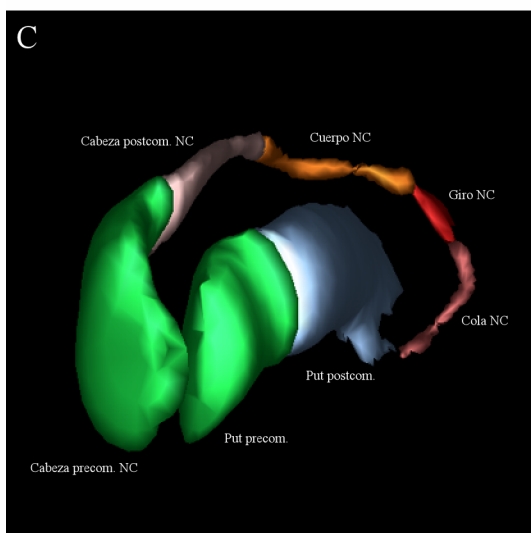 C
Cabeza postcom. NC
Cuerpo NC
Giro NC
Cola NC
Put postcom.
Put precom.
Cabeza precom. NC